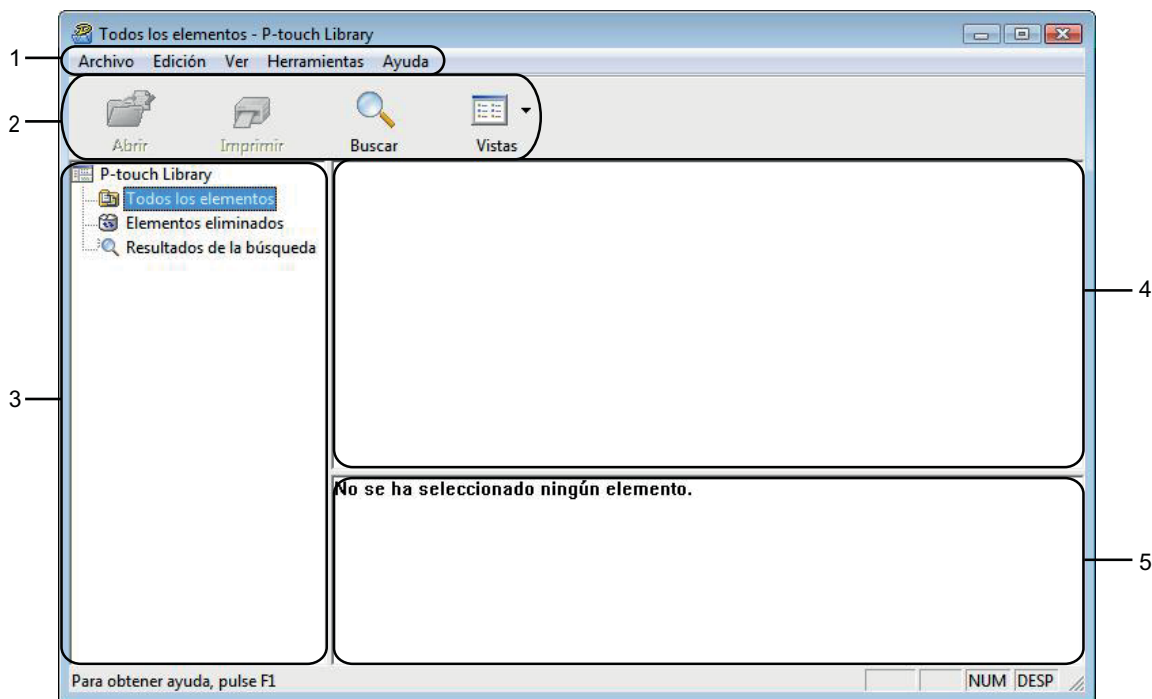 Todos los elementos - P-touch Library
1
Archivo Edición Ver Herramientas Ayuda
2
Abrir Imprimir Buscar Vistas
P-touch Library
Todos los elementos
Elementos eliminados
Resultados de la búsqueda
3
4
No se ha seleccionado ningún elemento.
5
Para obtener ayuda, pulse F1 NUM DESP